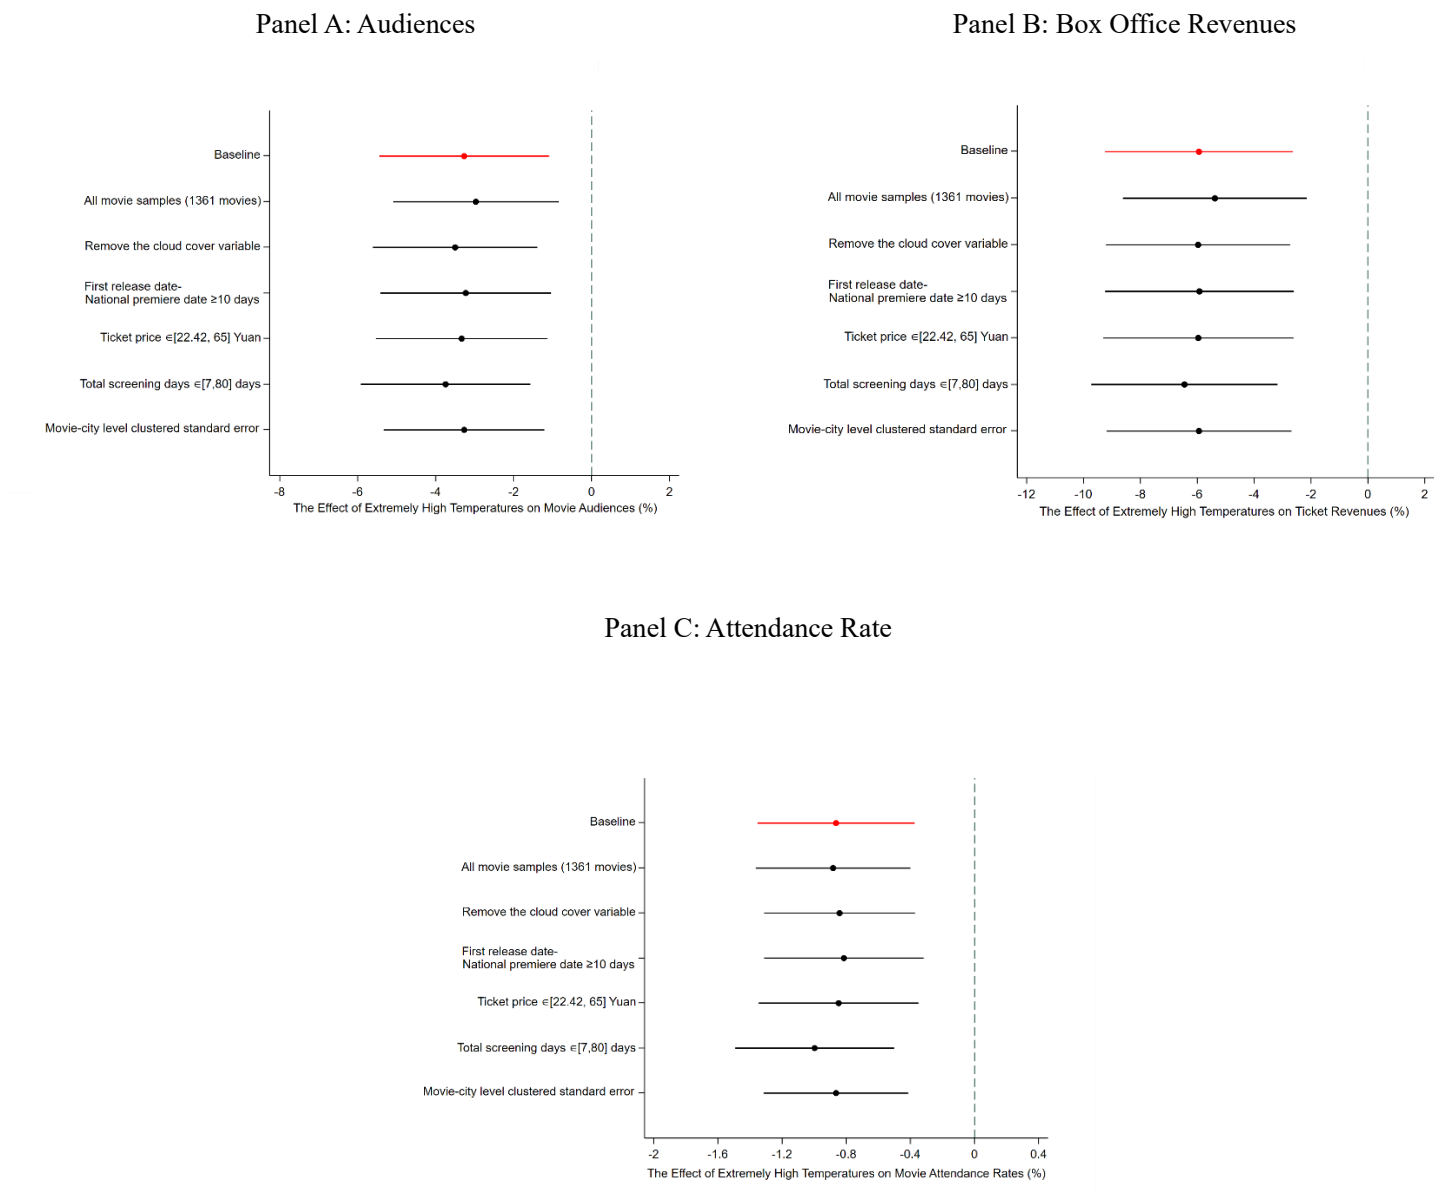 Panel A: Audiences
Baseline
All movie samples (1361 movies)
Remove the cloud cover variable
First release date-
National premiere date ≥10 days
Ticket price ∈[22.42, 65] Yuan
Total screening days ∈[7,80] days
Movie-city level clustered standard error
-8 -6 -4 -2 0 2
The Effect of Extremely High Temperatures on Movie Audiences (%)
Panel B: Box Office Revenues
Baseline
All movie samples (1361 movies)
Remove the cloud cover variable
First release date-
National premiere date ≥10 days
Ticket price ∈[22.42, 65] Yuan
Total screening days ∈[7,80] days
Movie-city level clustered standard error
-12 -10 -8 -6 -4 -2 0 2
The Effect of Extremely High Temperatures on Ticket Revenues (%)
Panel C: Attendance Rate
Baseline
All movie samples (1361 movies)
Remove the cloud cover variable
First release date-
National premiere date ≥10 days
Ticket price ∈[22.42, 65] Yuan
Total screening days ∈[7,80] days
Movie-city level clustered standard error
-2 -1.6 -1.2 -0.8 -0.4 0 0.4
The Effect of Extremely High Temperatures on Movie Attendance Rates (%)